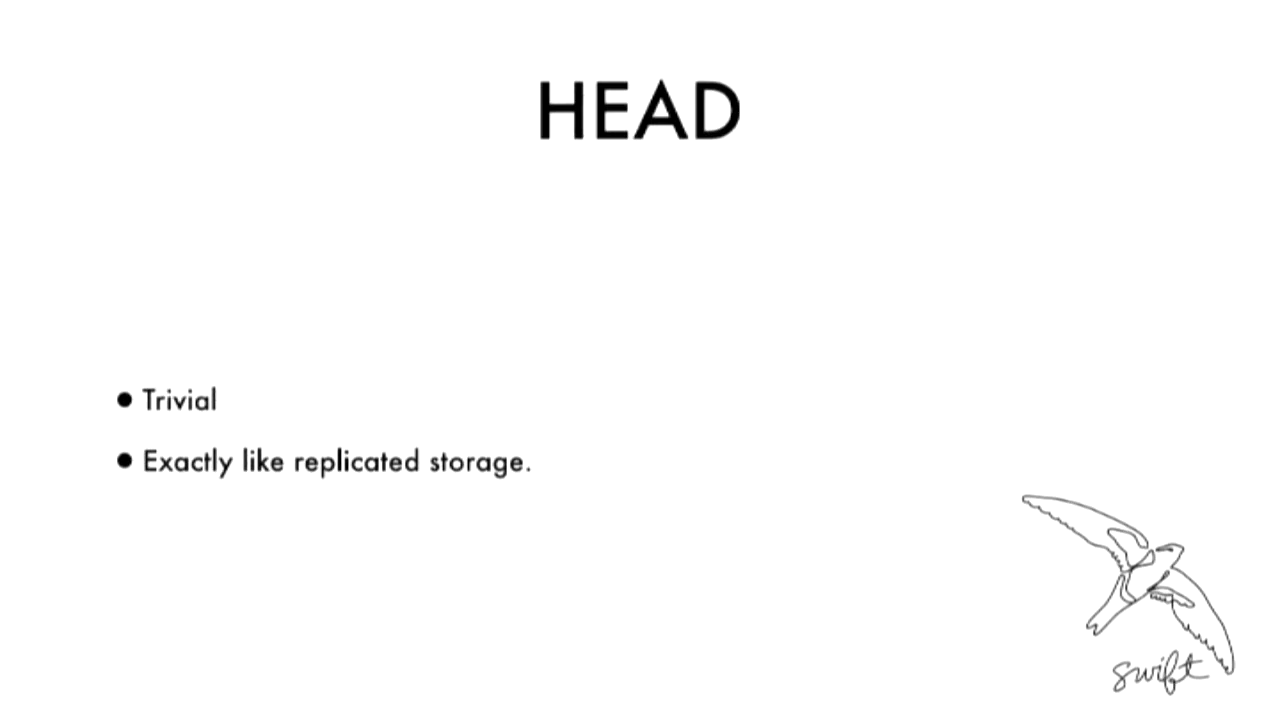 HEAD
● Trivial
● Exactly like replicated storage.
swift